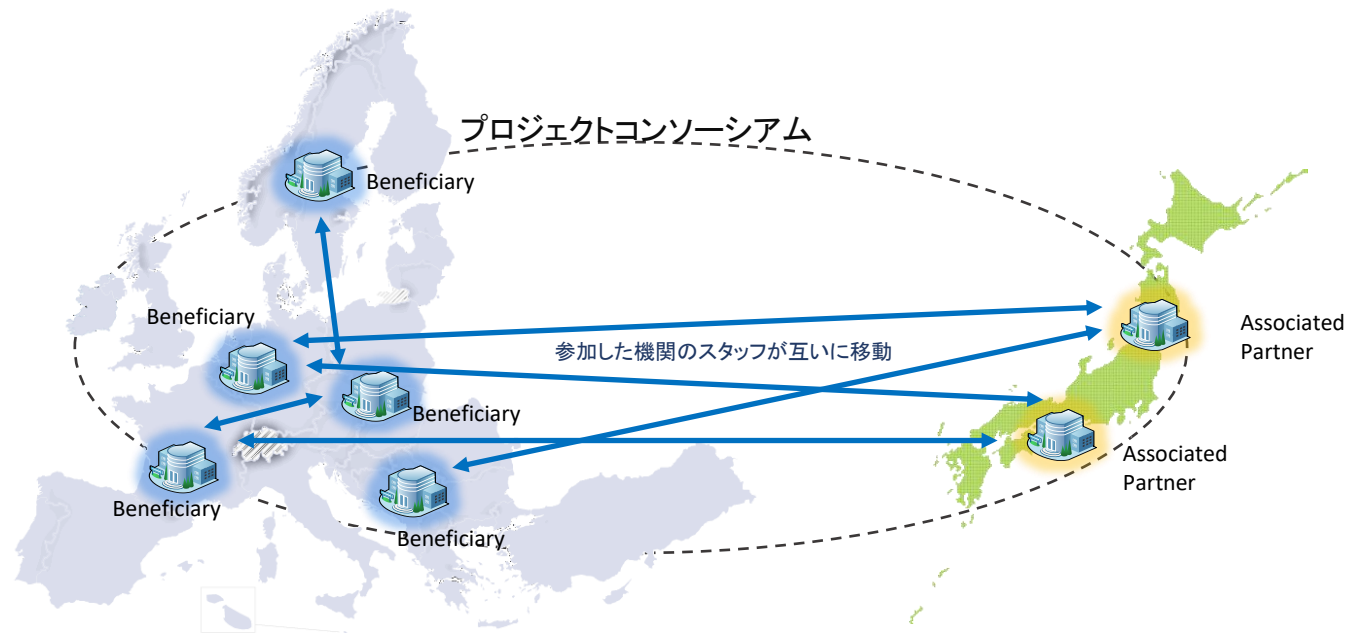 プロジェクトコンソーシアム
Beneficiary
Beneficiary
Associated
Partner
参加した機関のスタッフが互いに移動
Beneficiary
Associated
Partner
Beneficiary
Beneficiary